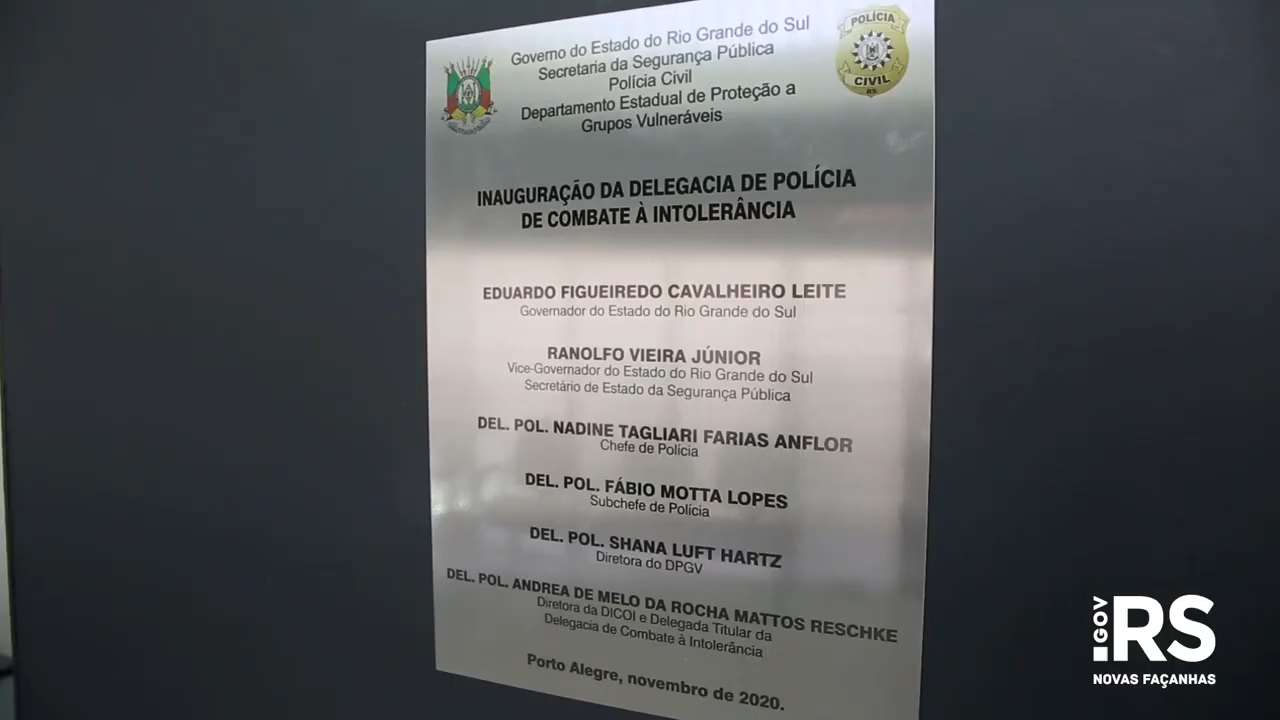 Governo do Estado do Rio Grande do Sul
Secretaria da Segurança Pública
Polícia Civil
Departamento Estadual de Proteção a
Grupos Vulneráveis
POLÍCIA
CIVIL
RS
INAUGURAÇÃO DA DELEGACIA DE POLÍCIA
DE COMBATE À INTOLERÂNCIA
EDUARDO FIGUEIREDO CAVALHEIRO LEITE
Governador do Estado do Rio Grande do Sul
RANOLFO VIEIRA JÚNIOR
Vice-Governador do Estado do Rio Grande do Sul
Secretário de Estado da Segurança Pública
DEL. POL. NADINE TAGLIARI FARIAS ANFLOR
Chefe de Polícia
DEL. POL. FÁBIO MOTTA LOPES
Subchefe de Polícia
DEL. POL. SHANA LUFT HARTZ
Diretora do DPGV
DEL. POL. ANDREA DE MELO DA ROCHA MATTOS RESCHKE
Diretora da DICOI e Delegada Titular da
Delegacia de Combate à Intolerância
Porto Alegre, novembro de 2020.
.GOV
RS
NOVAS FAÇANHAS